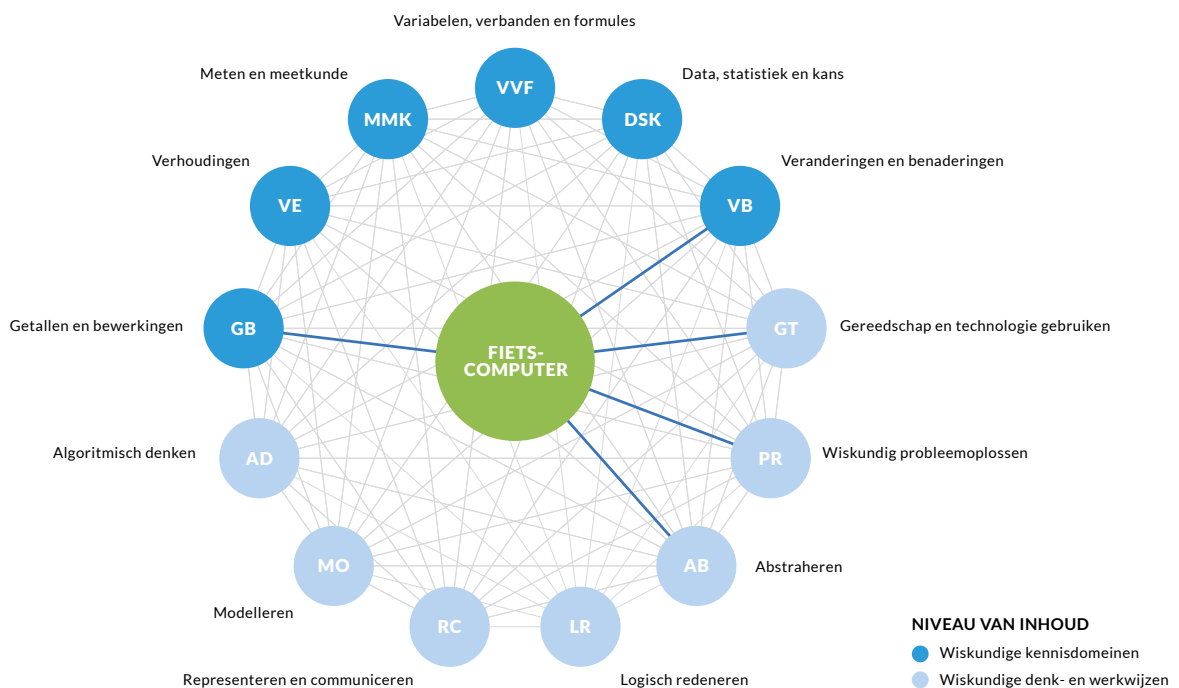 Variabelen, verbanden en formules
Meten en meetkunde
Data, statistiek en kans
VVF
MMK
DSK
Verhoudingen
Veranderingen en benaderingen
VE
VB
Getallen en bewerkingen
GB
GT
Gereedschap en technologie gebruiken
FIETS-
COMPUTER
Algoritmisch denken
AD
PR
Wiskundig probleemoplossen
MO
AB
Abstraheren
Modelleren
RC
LR
Representeren en communiceren
Logisch redeneren
NIVEAU VAN INHOUD
Wiskundige kennisdomeinen
Wiskundige denk- en werkwijzen